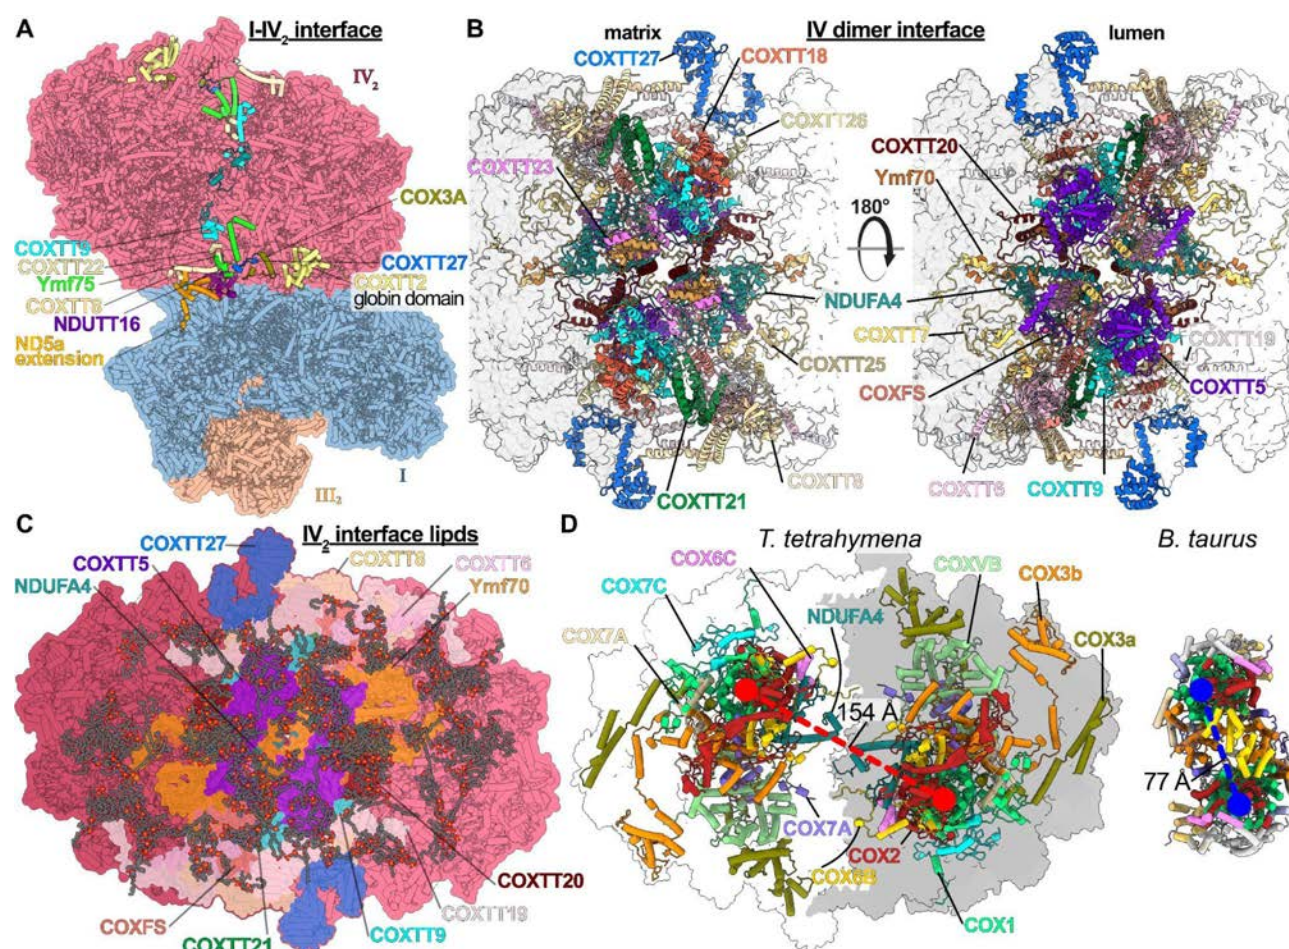 A
I-IV2 interface
IV2
COX3A
COXTT9
COXTT22
COXTT27
Ymf75
COXTT2
COXTT8
globin domain
NDUTT16
ND5a
extension
I
III2
B
IV dimer interface
matrix
lumen
COXTT27
COXTT18
COXTT26
COXTT20
COXTT23
Ymf70
180°
NDUFA4
COXTT7
COXTT25
COXTT19
COXFS
COXTT5
COXTT8
COXTT6
COXTT9
COXTT21
C
IV2 interface lipds
COXTT27
COXTT5
COXTT8
COXTT6
NDUFA4
Ymf70
COXTT20
COXTT19
COXFS
COXTT9
COXTT21
D
T. tetrahymena
B. taurus
COX6C
COXVB
COX7C
NDUFA4
COX3b
COX7A
COX3a
154 Å
77 Å
COX7A
COX2
COX6B
COX1